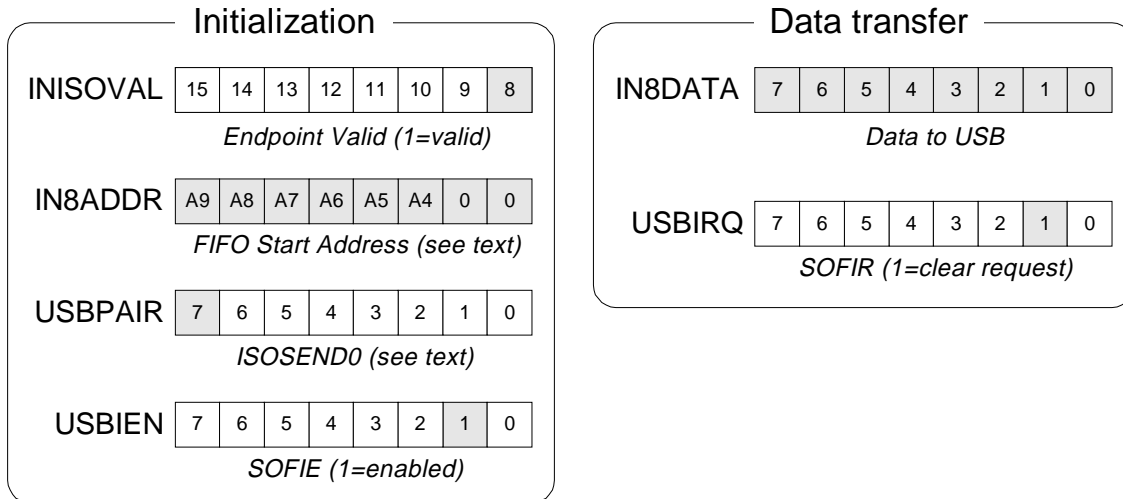 Initialization
INISOVAL 15 14 13 12 11 10 9 8
Endpoint Valid (1=valid)
IN8ADDR A9 A8 A7 A6 A5 A4 0 0
FIFO Start Address (see text)
USBPAIR 7 6 5 4 3 2 1 0
ISOSEND0 (see text)
USBIEN 7 6 5 4 3 2 1 0
SOFIE (1=enabled)
Data transfer
IN8DATA 7 6 5 4 3 2 1 0
Data to USB
USBIRQ 7 6 5 4 3 2 1 0
SOFIR (1=clear request)